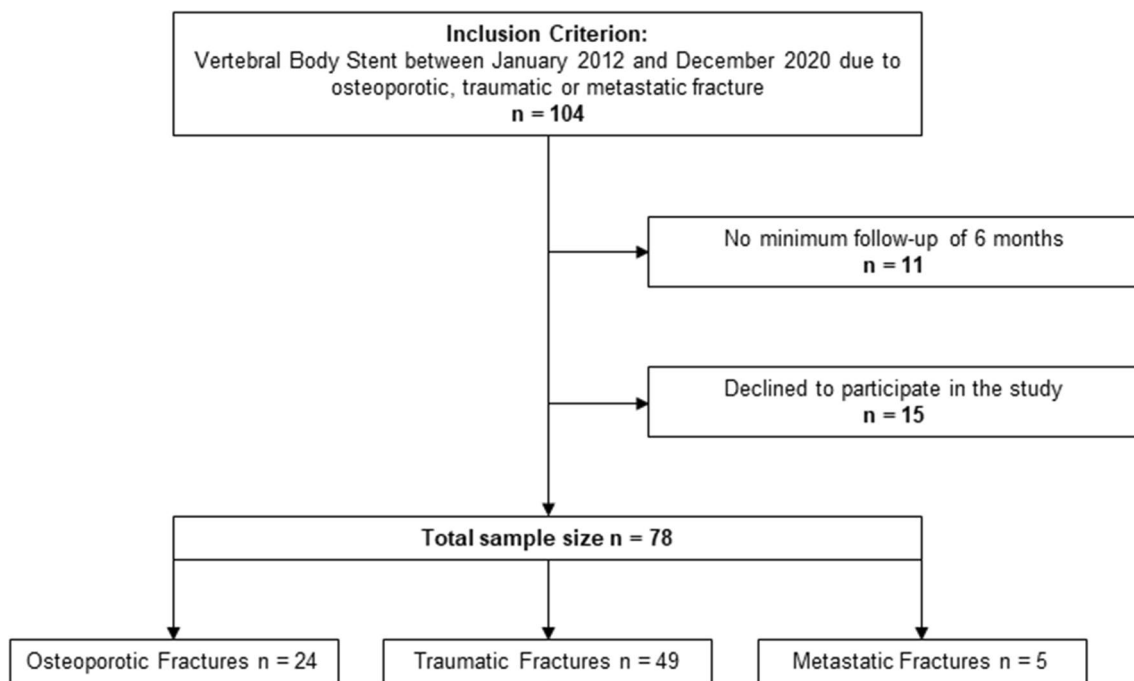 Inclusion Criterion:
Vertebral Body Stent between January 2012 and December 2020 due to
osteoporotic, traumatic or metastatic fracture
n = 104
No minimum follow-up of 6 months
n = 11
Declined to participate in the study
n = 15
Total sample size n = 78
Osteoporotic Fractures n = 24
Traumatic Fractures n = 49
Metastatic Fractures n = 5